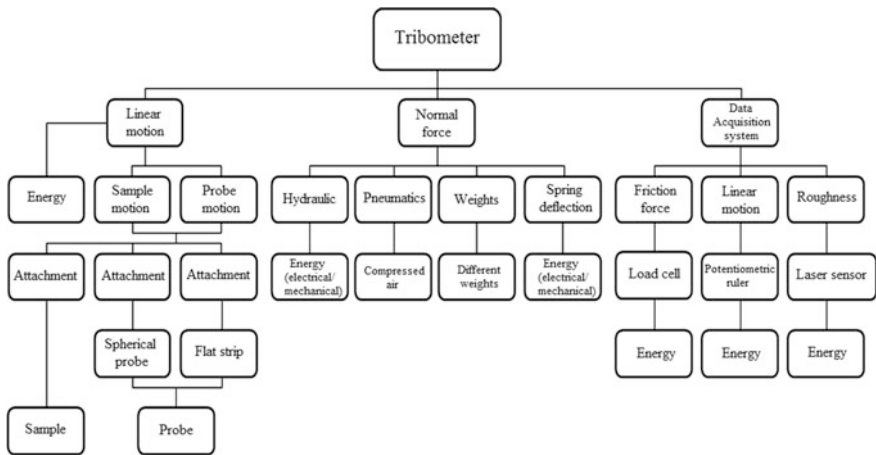 Tribometer
Linear
motion
Normal
force
Data
Acquisition
system
Energy
Sample
motion
Probe
motion
Hydraulic
Pneumatics
Weights
Spring
deflection
Friction
force
Linear
motion
Roughness
Attachment
Attachment
Attachment
Energy
(electrical/
mechanical)
Compressed
air
Different
weights
Energy
(electrical/
mechanical)
Load cell
Potentiometric
ruler
Laser sensor
Spherical
probe
Flat strip
Energy
Energy
Energy
Sample
Probe